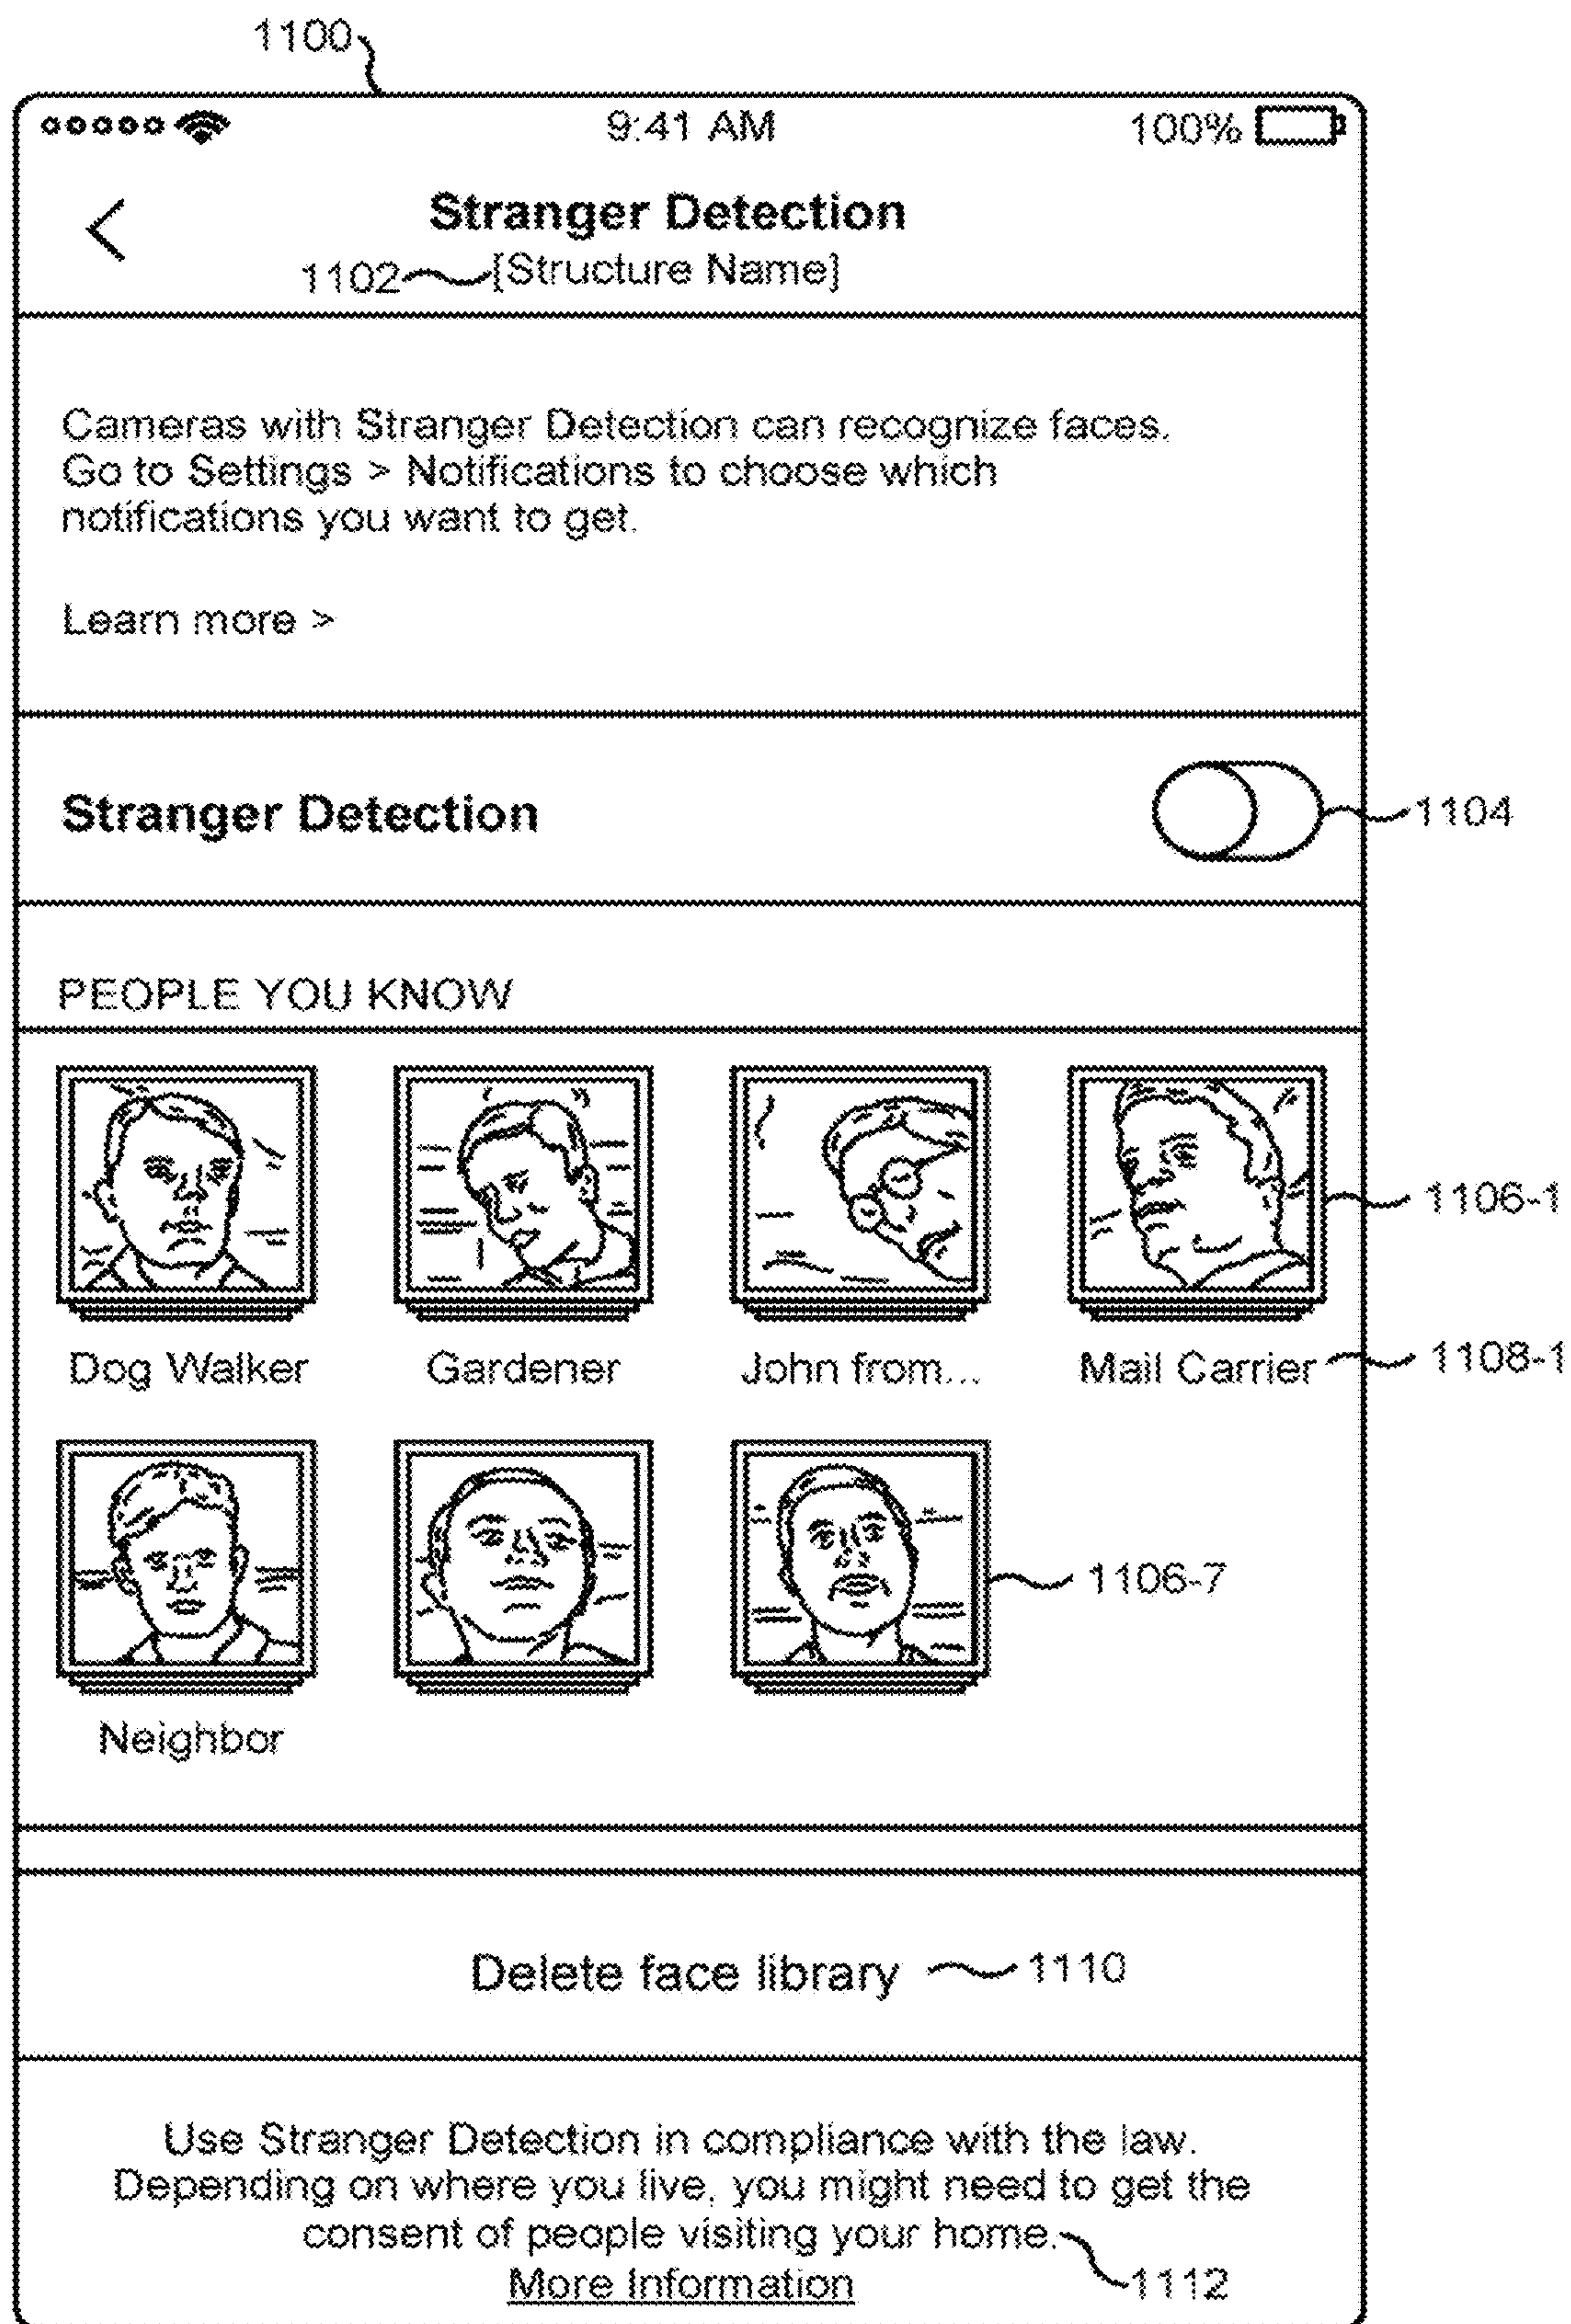 1100
9:41 AM 100%
Stranger Detection
1102 [Structure Name]
Cameras with Stranger Detection can recognize faces.
Go to Settings > Notifications to choose which
notifications you want to get.
Learn more >
Stranger Detection 1104
PEOPLE YOU KNOW
1106-1
Dog Walker Gardener John from... Mail Carrier 1108-1
1106-7
Neighbor
Delete face library 1110
Use Stranger Detection in compliance with the law.
Depending on where you live, you might need to get the
consent of people visiting your home.
More Information 1112